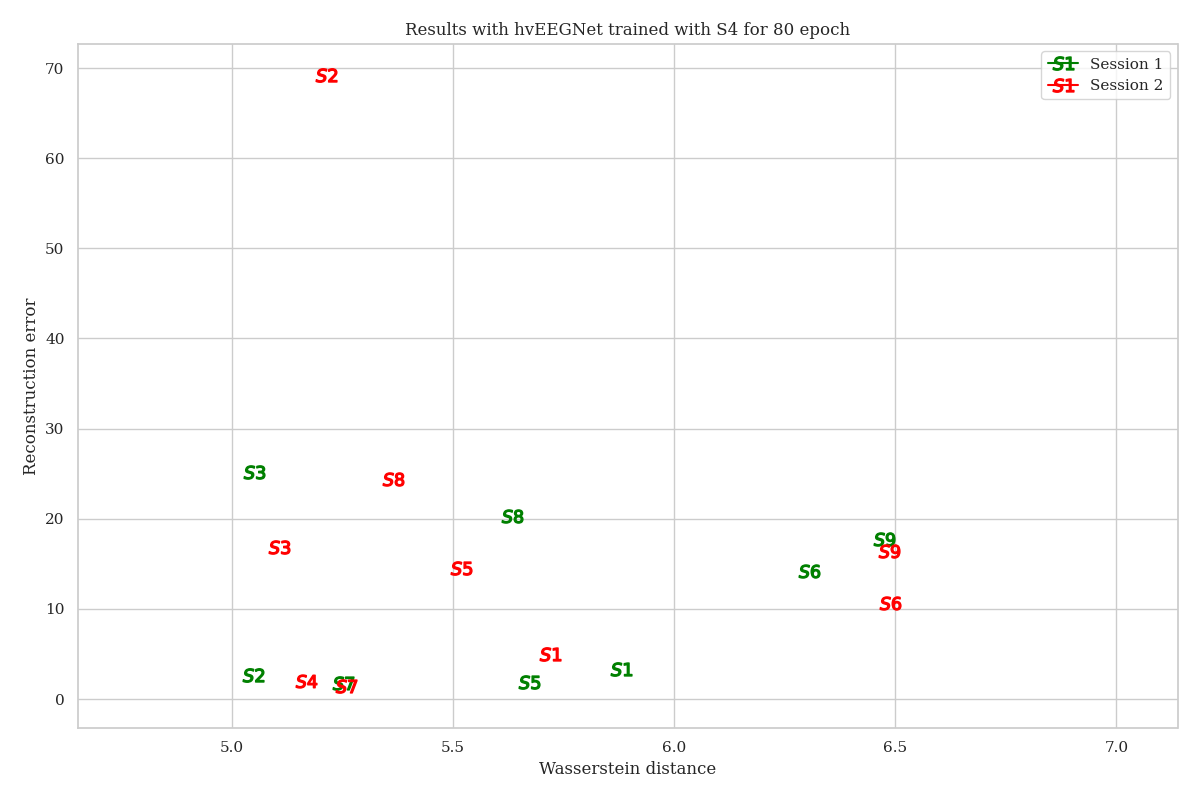 Results with hvEEGNet trained with S4 for 80 epoch
S1 Session 1
S1 Session 2
70
60
50
40
30
20
10
0
Reconstruction error
S2
S3
S8
S8
S3
S9
S9
S5
S6
S6
S1
S1
S2
S4
S7
S7
S5
5.0 5.5 6.0 6.5 7.0
Wasserstein distance